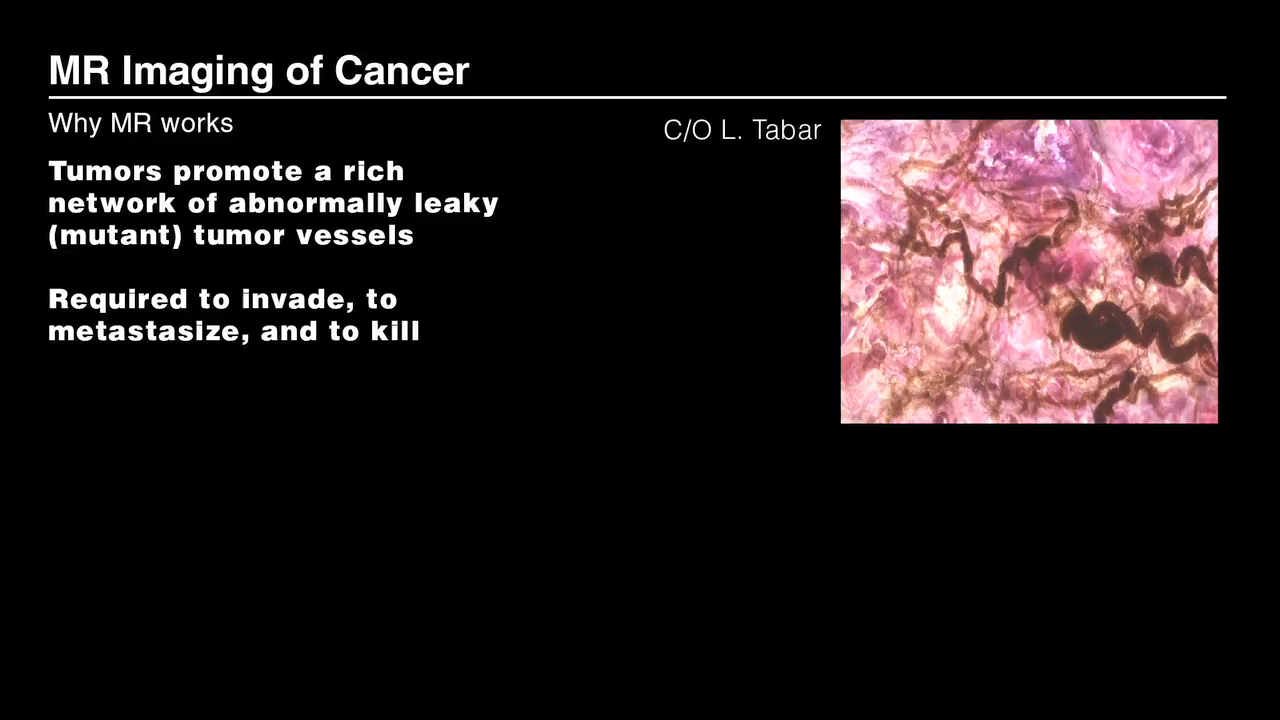 MR Imaging of Cancer
Why MR works
C/O L. Tabar
Tumors promote a rich
network of abnormally leaky
(mutant) tumor vessels
Required to invade, to
metastasize, and to kill